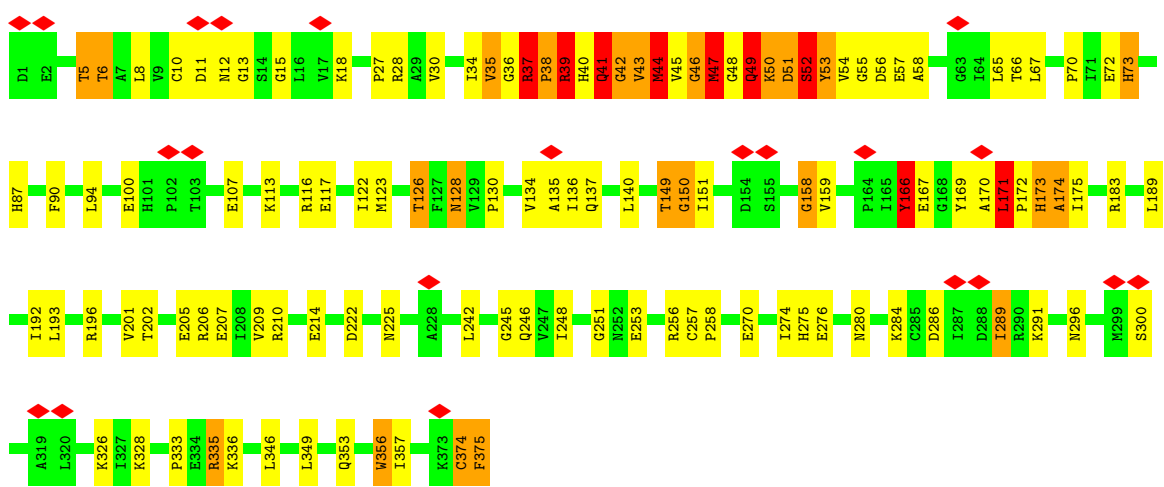 D1 E2 T5 T6 A7 L8 V9 C10 D11 N12 G13 S14 G15 L16 V17 K18 P27 R28 A29 V30 I34 V35 G36 R37 P38 R39 H40 Q41 G42 V43 M44 V45 G46 M47 G48 Q49 K50 D51 S52 Y53 V54 G55 D56 E57 A58 G63 I64 L65 T66 L67 P70 I71 E72 H73
H87 F90 L94 E100 H101 P102 T103 E107 K113 R116 E117 I122 M123 T126 F127 N128 V129 P130 V134 A135 I136 Q137 L140 T149 G150 I151 D154 S155 G158 V159 P164 I165 Y166 E167 G168 Y169 A170 L171 P172 H173 A174 I175 R183 L189
I192 L193 R196 V201 T202 E205 R206 E207 I208 V209 R210 E214 D222 N225 A228 L242 G245 Q246 V247 I248 G251 N252 E253 R256 C257 P258 E270 I274 H275 E276 N280 K284 C285 D286 I287 D288 I289 R290 K291 N296 M299 S300
A319 L320 K326 I327 K328 P333 E334 R335 K336 L346 L349 Q353 W356 I357 K373 C374 F375